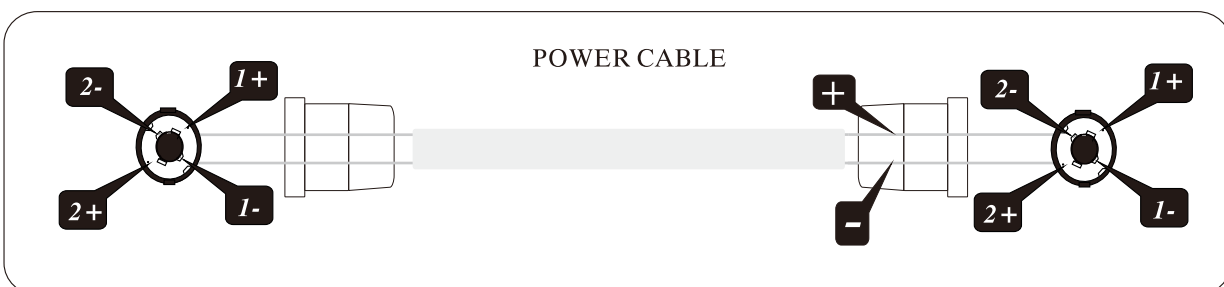 POWER CABLE
2- 1+ + 2- 1+
2+ 1- - 2+ 1-